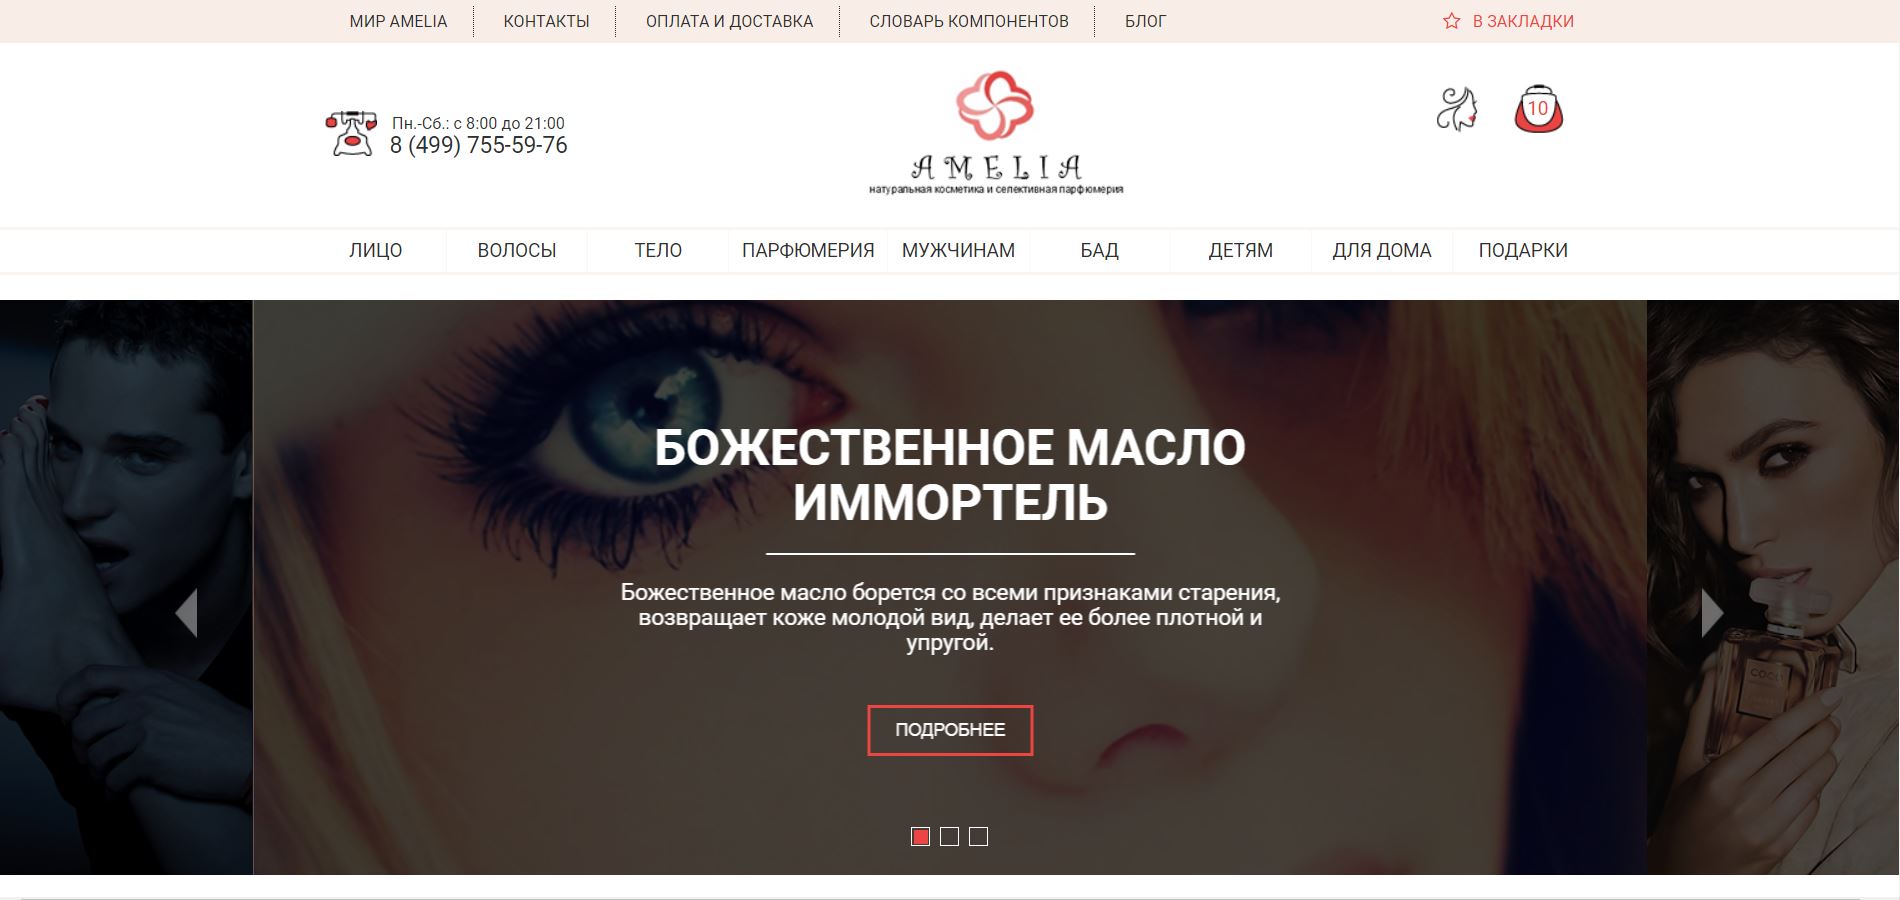 МИР AMELIA
КОНТАКТЫ
ОПЛАТА И ДОСТАВКА
СЛОВАРЬ КОМПОНЕНТОВ
БЛОГ
В ЗАКЛАДКИ
Пн.-Сб.: с 8:00 до 21:00
8 (499) 755-59-76
AMELIA
натуральная косметика и селективная парфюмерия
10
ЛИЦО
ВОЛОСЫ
ТЕЛО
ПАРФЮМЕРИЯ
МУЖЧИНАМ
БАД
ДЕТЯМ
ДЛЯ ДОМА
ПОДАРКИ
БОЖЕСТВЕННОЕ МАСЛО
ИММОРТЕЛЬ
Божественное масло борется со всеми признаками старения,
возвращает коже молодой вид, делает ее более плотной и
упругой.
COCO
ПОДРОБНЕЕ